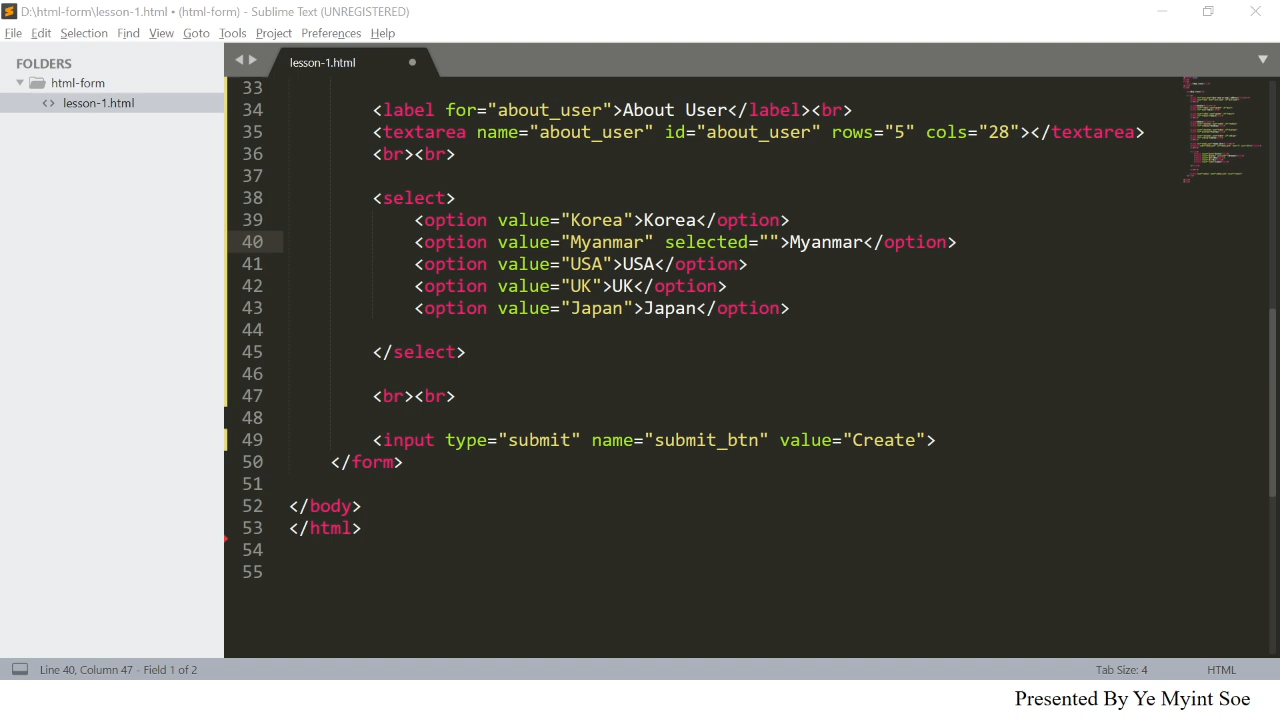 D:\html-form\lesson-1.html • (html-form) - Sublime Text (UNREGISTERED)
File Edit Selection Find View Goto Tools Project Preferences Help
FOLDERS
html-form
lesson-1.html
lesson-1.html
33
34 <label for="about_user">About User</label><br>
35 <textarea name="about_user" id="about_user" rows="5" cols="28"></textarea>
36 <br><br>
37
38 <select>
39 <option value="Korea">Korea</option>
40 <option value="Myanmar" selected="">Myanmar</option>
41 <option value="USA">USA</option>
42 <option value="UK">UK</option>
43 <option value="Japan">Japan</option>
44
45 </select>
46
47 <br><br>
48
49 <input type="submit" name="submit_btn" value="Create">
50 </form>
51
52 </body>
53 </html>
54
55
Line 40, Column 47 - Field 1 of 2 Tab Size: 4 HTML
Presented By Ye Myint Soe